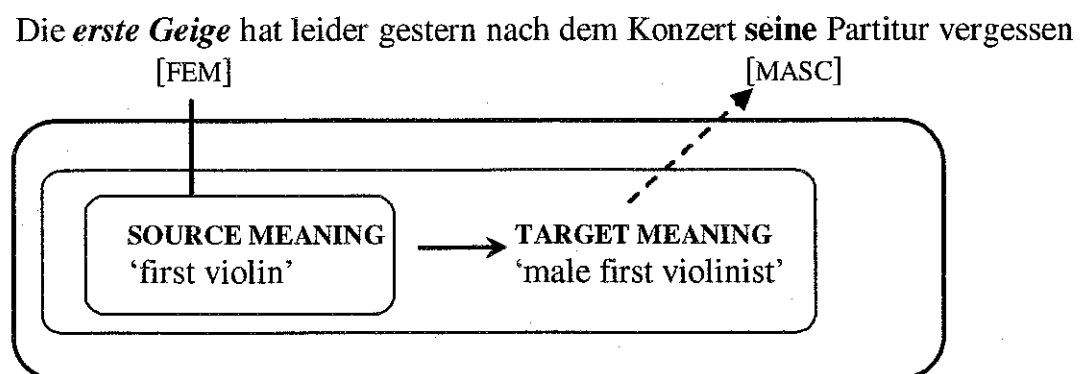 Die erste Geige hat leider gestern nach dem Konzert seine Partitur vergessen
[FEM] [MASC]
SOURCE MEANING TARGET MEANING
‘first violin’ ‘male first violinist’